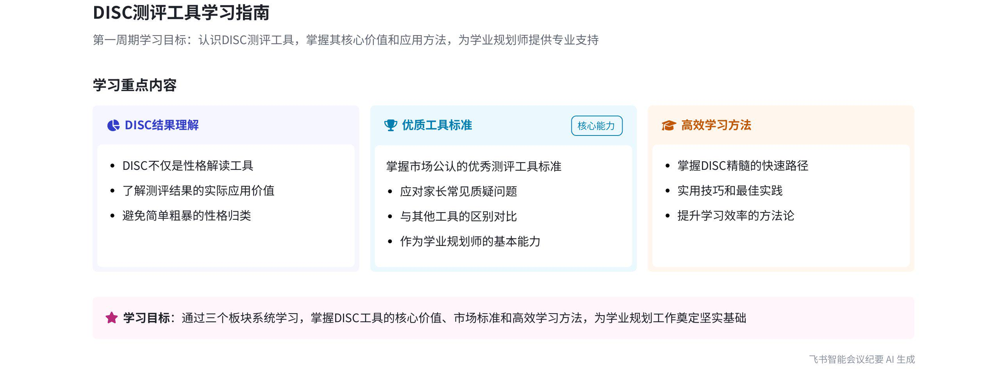 DISC测评工具学习指南
第一周期学习目标：认识DISC测评工具，掌握其核心价值和应用方法，为学业规划师提供专业支持
学习重点内容
DISC结果理解
• DISC不仅是性格解读工具
• 了解测评结果的实际应用价值
• 避免简单粗暴的性格归类
优质工具标准
核心能力
掌握市场公认的优秀测评工具标准
• 应对家长常见质疑问题
• 与其他工具的区别对比
• 作为学业规划师的基本能力
高效学习方法
• 掌握DISC精髓的快速路径
• 实用技巧和最佳实践
• 提升学习效率的方法论
学习目标：通过三个板块系统学习，掌握DISC工具的核心价值、市场标准和高效学习方法，为学业规划工作奠定坚实基础
飞书智能会议纪要 AI 生成